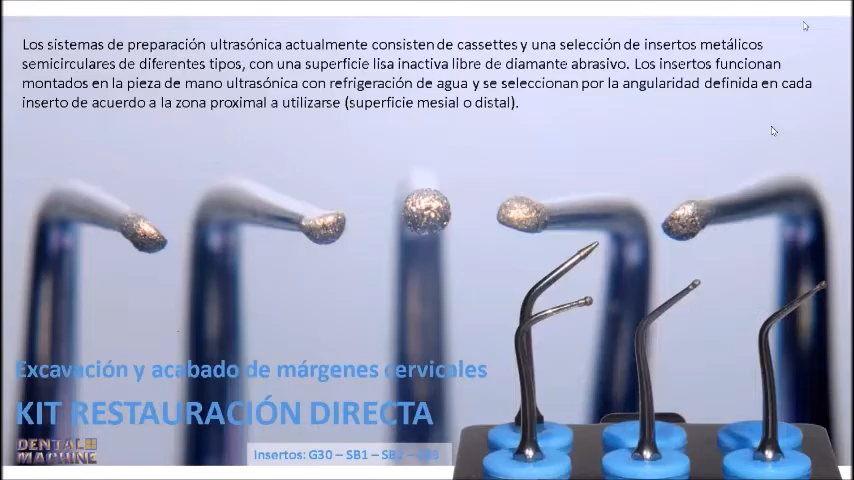 Los sistemas de preparación ultrasónica actualmente consisten de cassettes y una selección de insertos metálicos
semicirculares de diferentes tipos, con una superficie lisa inactiva libre de diamante abrasivo. Los insertos funcionan
montados en la pieza de mano ultrasónica con refrigeración de agua y se seleccionan por la angularidad definida en cada
inserto de acuerdo a la zona proximal a utilizarse (superficie mesial o distal).
Excavación y acabado de márgenes cervicales
KIT RESTAURACIÓN DIRECTA
DENTAL
MACHINE
Insertos: G30 – SB1 – SB2 – SB3